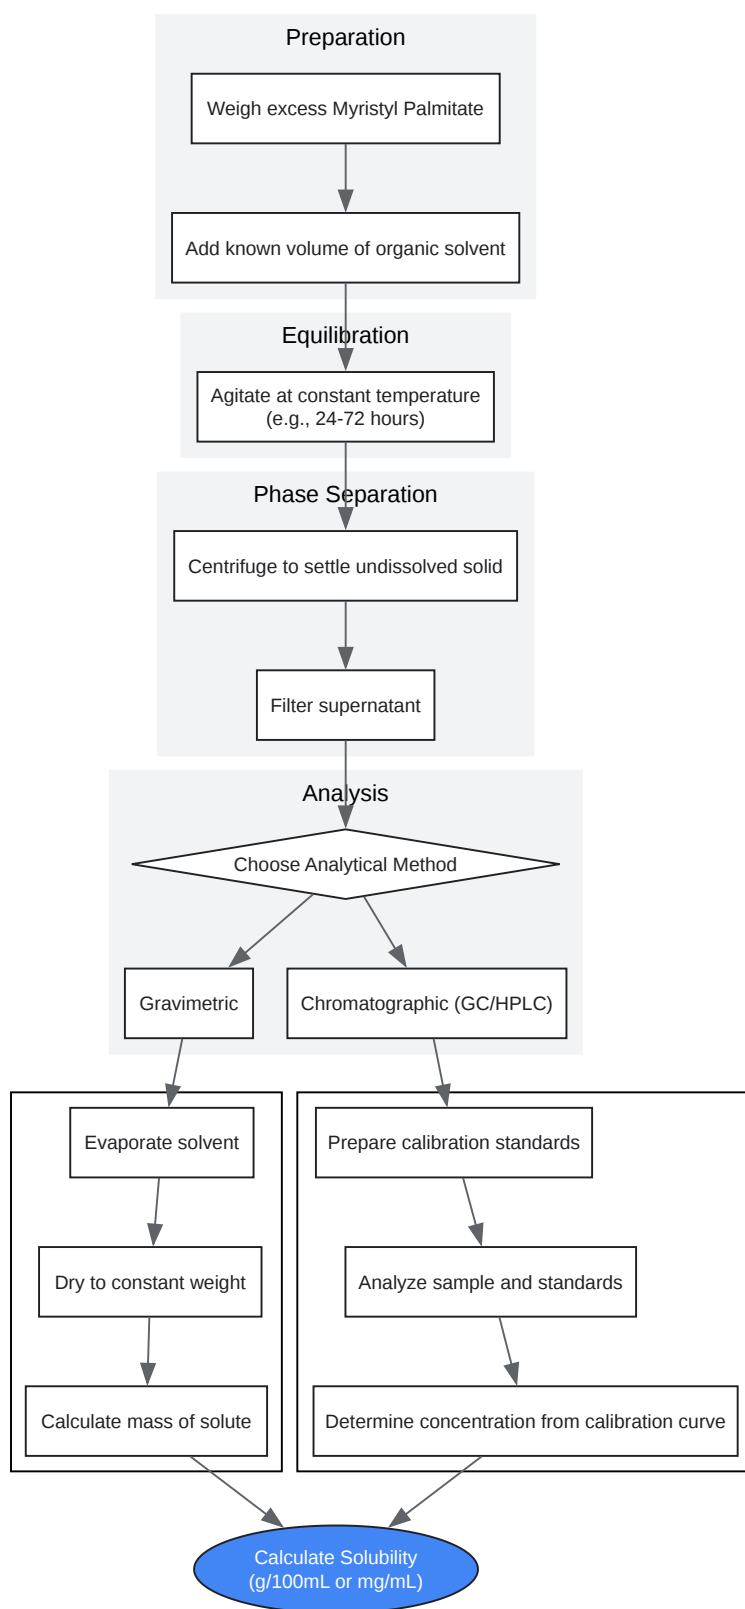 Preparation
Weigh excess Myristyl Palmitate
Add known volume of organic solvent
Equilibration
Agitate at constant temperature
(e.g., 24-72 hours)
Phase Separation
Centrifuge to settle undissolved solid
Filter supernatant
Analysis
Choose Analytical Method
Gravimetric
Chromatographic (GC/HPLC)
Evaporate solvent
Prepare calibration standards
Dry to constant weight
Analyze sample and standards
Calculate mass of solute
Determine concentration from calibration curve
Calculate Solubility
(g/100mL or mg/mL)